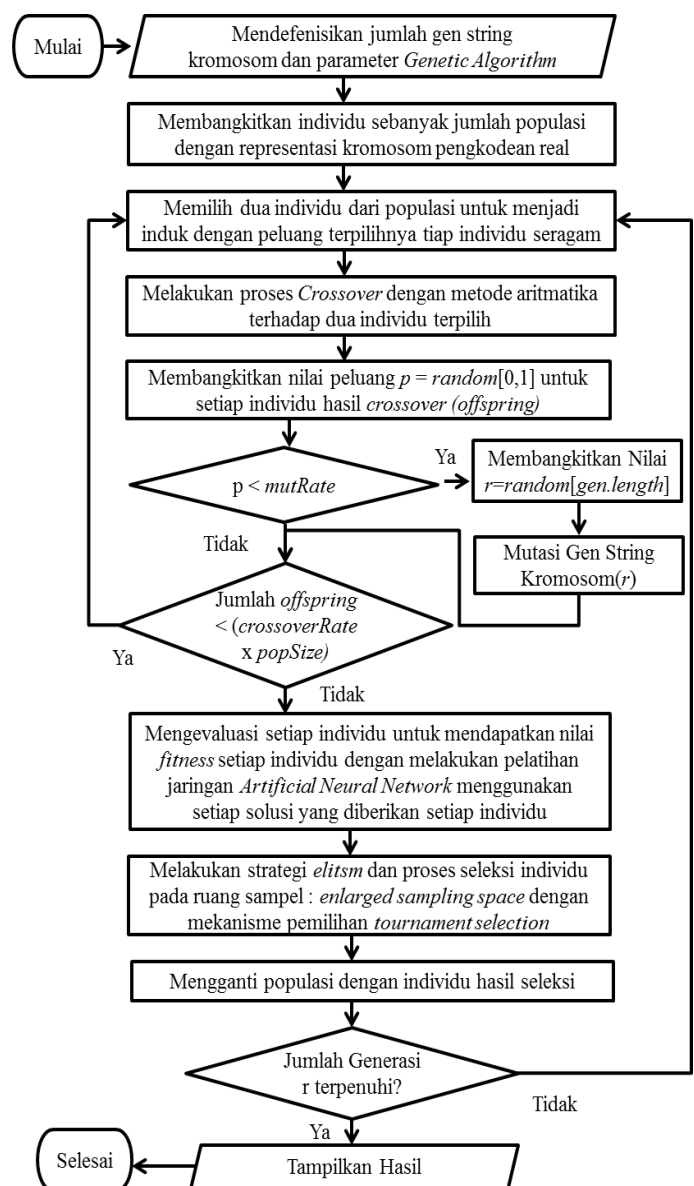 Mulai
Mendefenisikan jumlah gen string
kromosom dan parameter Genetic Algorithm
Membangkitkan individu sebanyak jumlah populasi
dengan representasi kromosom pengkodean real
Memilih dua individu dari populasi untuk menjadi
induk dengan peluang terpilihnya tiap individu seragam
Melakukan proses Crossover dengan metode aritmatika
terhadap dua individu terpilih
Membangkitkan nilai peluang p = random[0,1] untuk
setiap individu hasil crossover (offspring)
p < mutRate
Ya
Membangkitkan Nilai
r=random[gen.length]
Mutasi Gen String
Kromosom(r)
Tidak
Jumlah offspring
< (crossoverRate
x popSize)
Ya
Tidak
Mengevaluasi setiap individu untuk mendapatkan nilai
fitness setiap individu dengan melakukan pelatihan
jaringan Artificial Neural Network menggunakan
setiap solusi yang diberikan setiap individu
Melakukan strategi elitsm dan proses seleksi individu
pada ruang sampel : enlarged sampling space dengan
mekanisme pemilihan tournament selection
Mengganti populasi dengan individu hasil seleksi
Jumlah Generasi
r terpenuhi?
Tidak
Ya
Tampilkan Hasil
Selesai